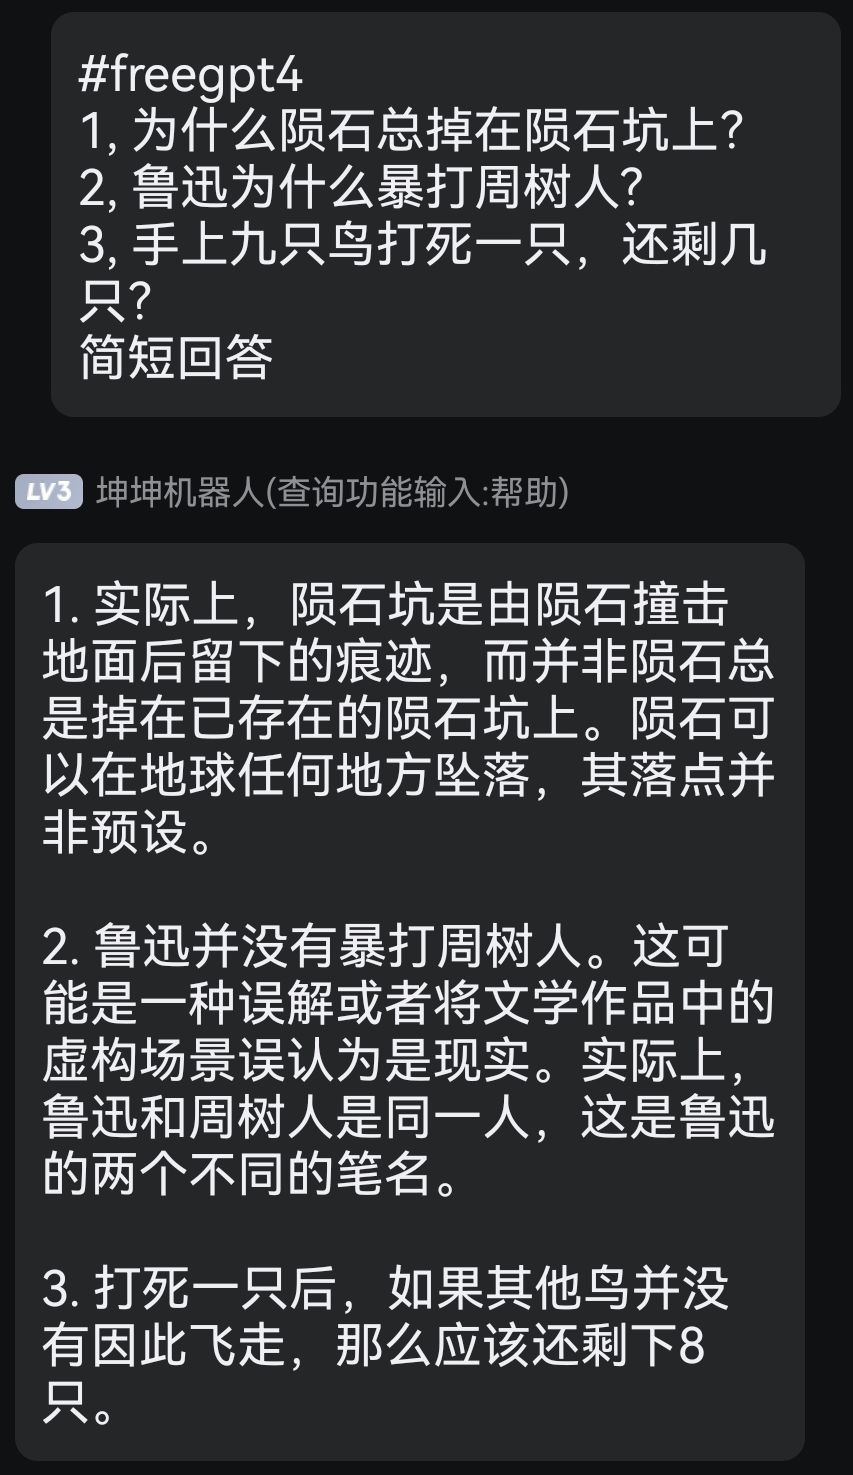 #freegpt4
1, 为什么陨石总掉在陨石坑上?
2, 鲁迅为什么暴打周树人?
3, 手上九只鸟打死一只，还剩几
只?
简短回答
LV3 坤坤机器人(查询功能输入:帮助)
1. 实际上，陨石坑是由陨石撞击
地面后留下的痕迹，而并非陨石总
是掉在已存在的陨石坑上。陨石可
以在地球任何地方坠落，其落点并
非预设。
2. 鲁迅并没有暴打周树人。这可
能是一种误解或者将文学作品中的
虚构场景误认为是现实。实际上，
鲁迅和周树人是同一人，这是鲁迅
的两个不同的笔名。
3. 打死一只后，如果其他鸟并没
有因此飞走，那么应该还剩下8
只。